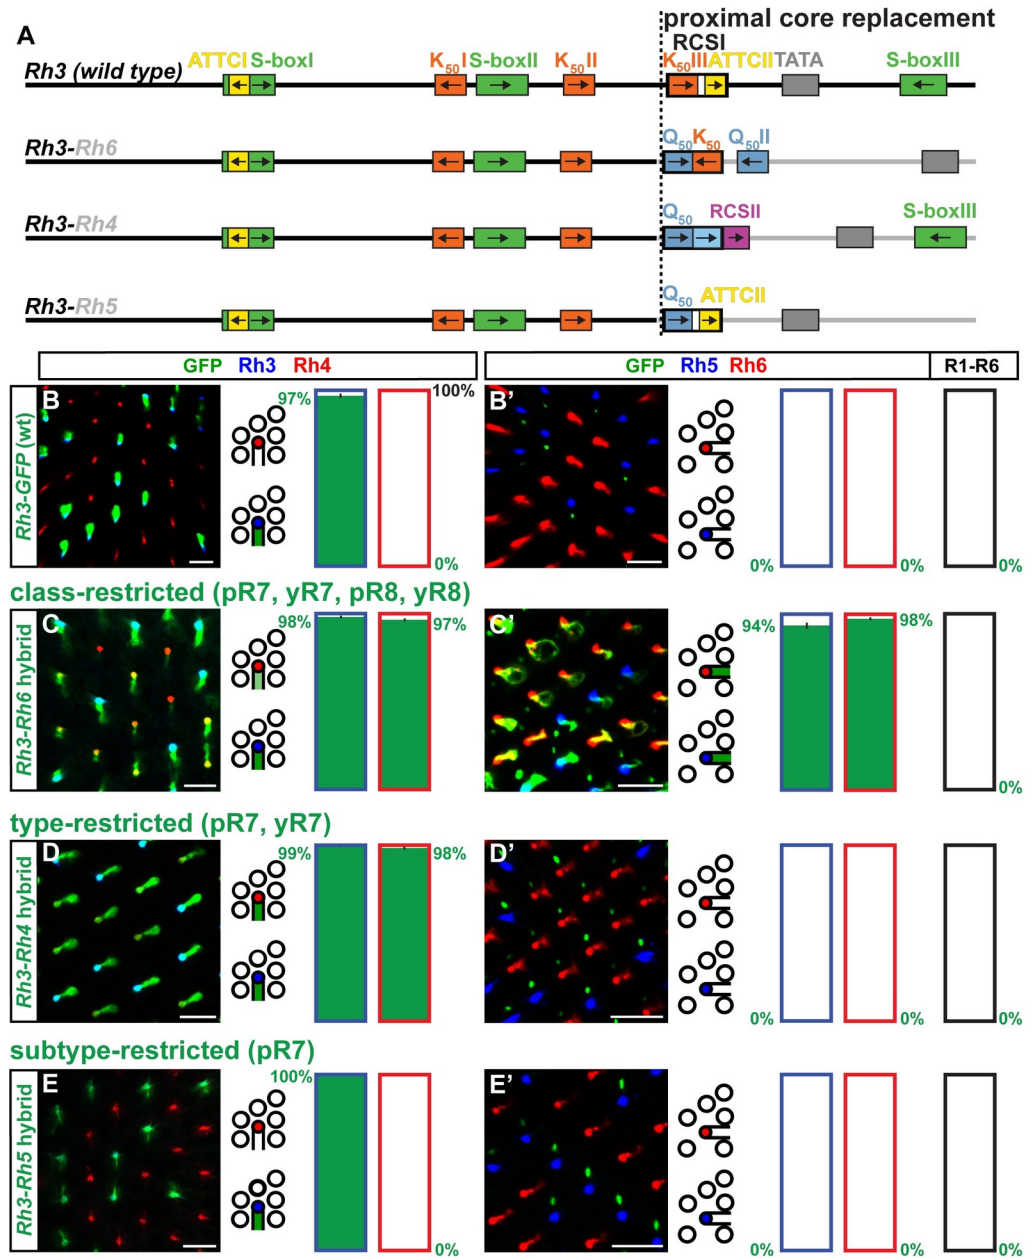 A
proximal core replacement
RCSI
ATTCI S-boxI K50I S-boxII K50II K50III ATTCII TATA S-boxIII
Rh3 (wild type)
Q50 K50 Q50II
Rh3-Rh6
Q50 RCSII S-boxIII
Rh3-Rh4
Q50 ATTCII
Rh3-Rh5
GFP Rh3 Rh4 GFP Rh5 Rh6 R1-R6
Rh3-GFP (wt) B 97% 100% 0% B’ 0% 0% 0%
class-restricted (pR7, yR7, pR8, yR8)
Rh3-Rh6 hybrid C 98% 97% C’ 94% 98% 0%
type-restricted (pR7, yR7)
Rh3-Rh4 hybrid D 99% 98% D’ 0% 0% 0%
subtype-restricted (pR7)
Rh3-Rh5 hybrid E 100% 0% E’ 0% 0% 0%